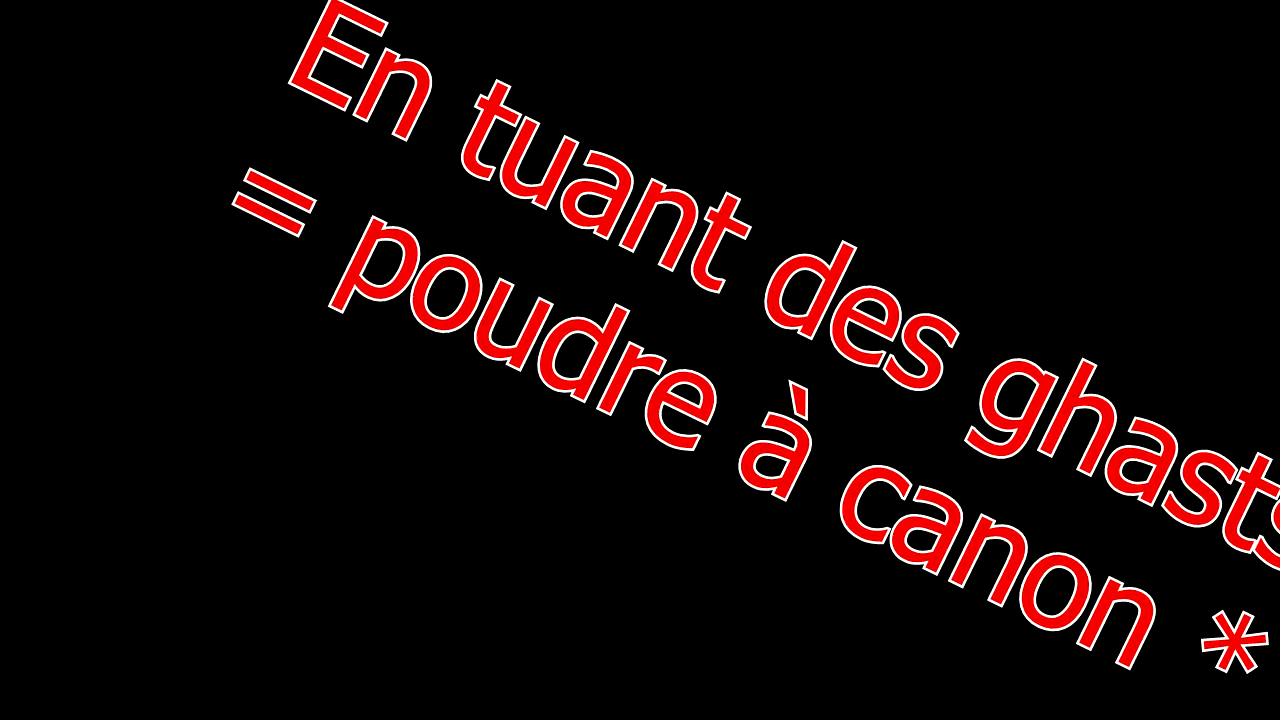 En tuant des ghasts
= poudre à canon *